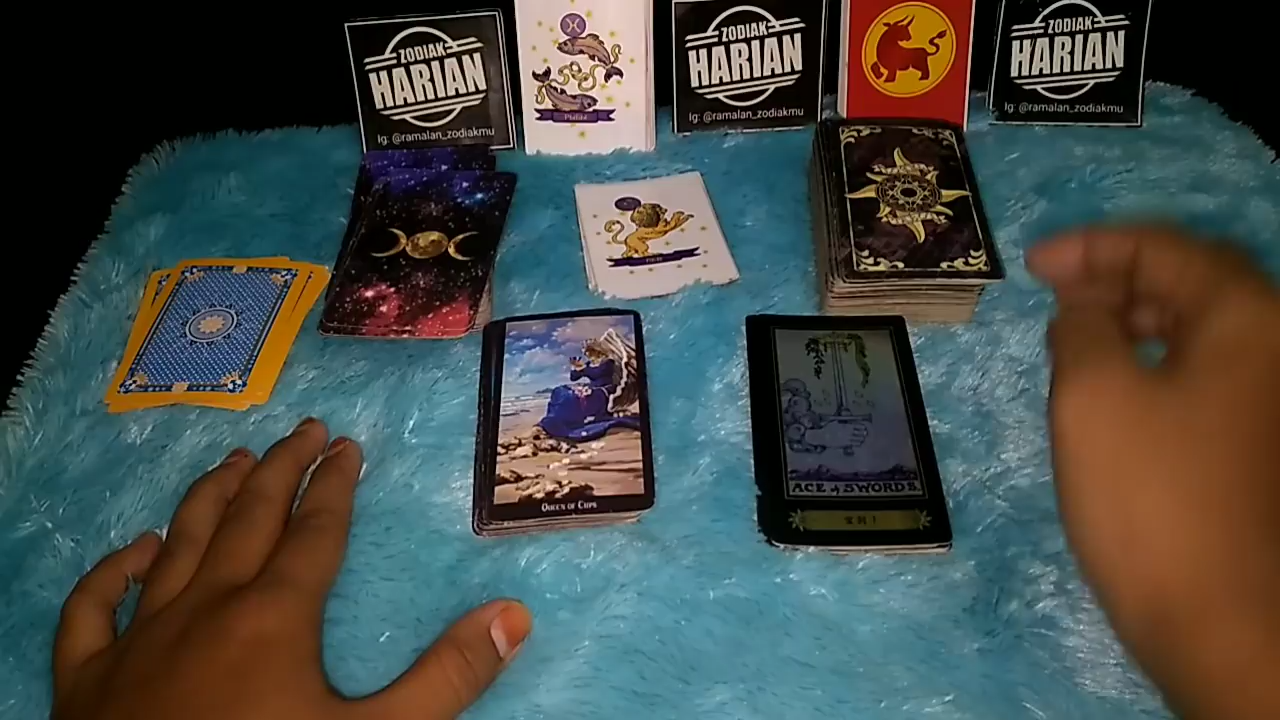 ZODIAK
HARIAN
Ig: @ramalan_zodiakmu
ZODIAK
HARIAN
Ig: @ramalan_zodiakmu
ZODIAK
HARIAN
Ig: @ramalan_zodiakmu
QUEEN OF CUPS
ACE of SWORDS.